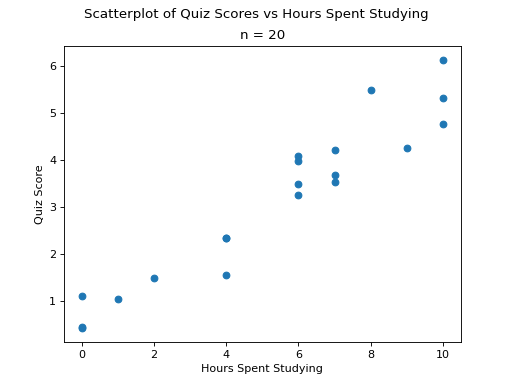 Scatterplot of Quiz Scores vs Hours Spent Studying
n = 20
6
5
4
3
2
1
Quiz Score
0 2 4 6 8 10
Hours Spent Studying